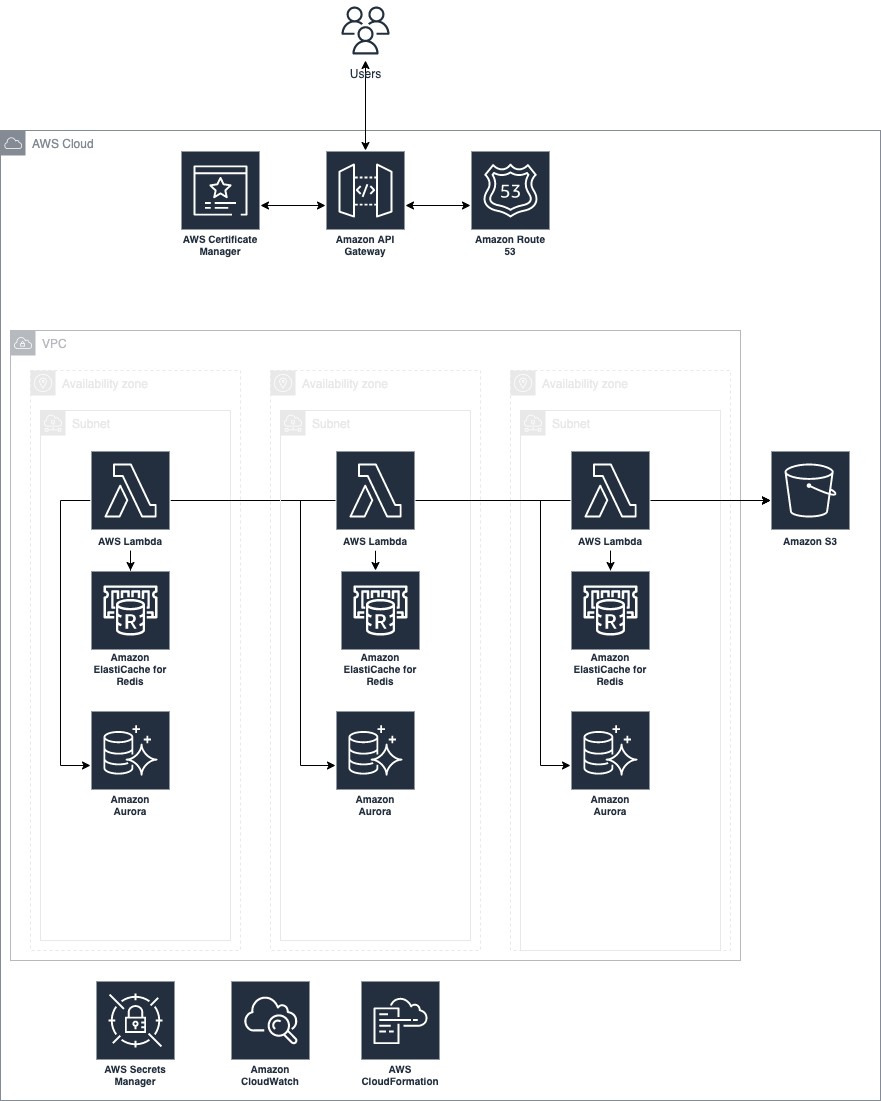 Users
AWS Cloud
53
AWS Certificate
Manager
Amazon API
Gateway
Amazon Route
53
VPC
Availability zone
Availability zone
Availability zone
Subnet
Subnet
Subnet
AWS Lambda
AWS Lambda
AWS Lambda
Amazon S3
R
R
R
Amazon
ElastiCache for
Redis
Amazon
ElastiCache for
Redis
Amazon
ElastiCache for
Redis
Amazon
Aurora
Amazon
Aurora
Amazon
Aurora
AWS Secrets
Manager
Amazon
CloudWatch
AWS
CloudFormation